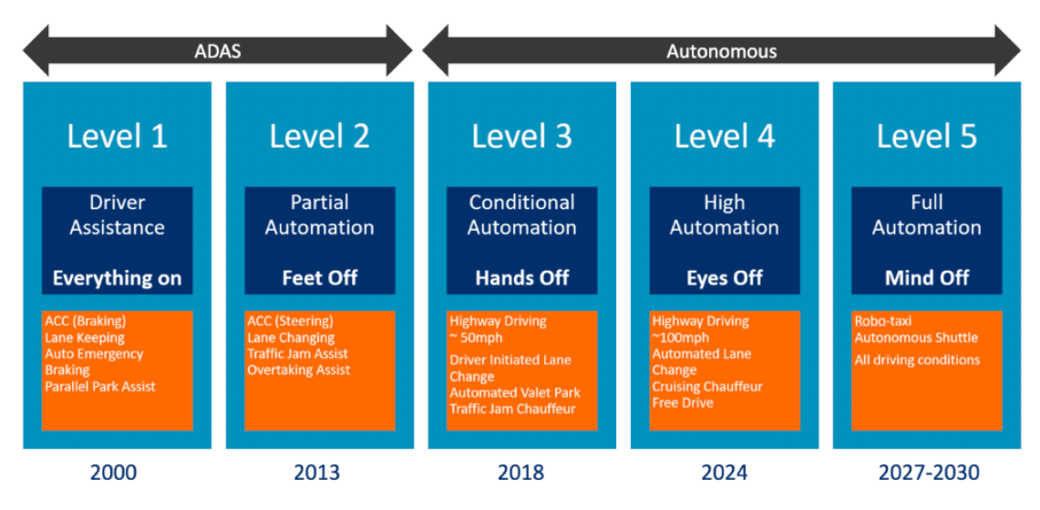 ADAS
Autonomous
Level 1
Driver
Assistance
Everything on
ACC (Braking)
Lane Keeping
Auto Emergency
Braking
Parallel Park Assist
2000
Level 2
Partial
Automation
Feet Off
ACC (Steering)
Lane Changing
Traffic Jam Assist
Overtaking Assist
2013
Level 3
Conditional
Automation
Hands Off
Highway Driving
~ 50mph
Driver Initiated Lane
Change
Automated Valet Park
Traffic Jam Chauffeur
2018
Level 4
High
Automation
Eyes Off
Highway Driving
~100mph
Automated Lane
Change
Cruising Chauffeur
Free Drive
2024
Level 5
Full
Automation
Mind Off
Robo-taxi
Autonomous Shuttle
All driving conditions
2027-2030